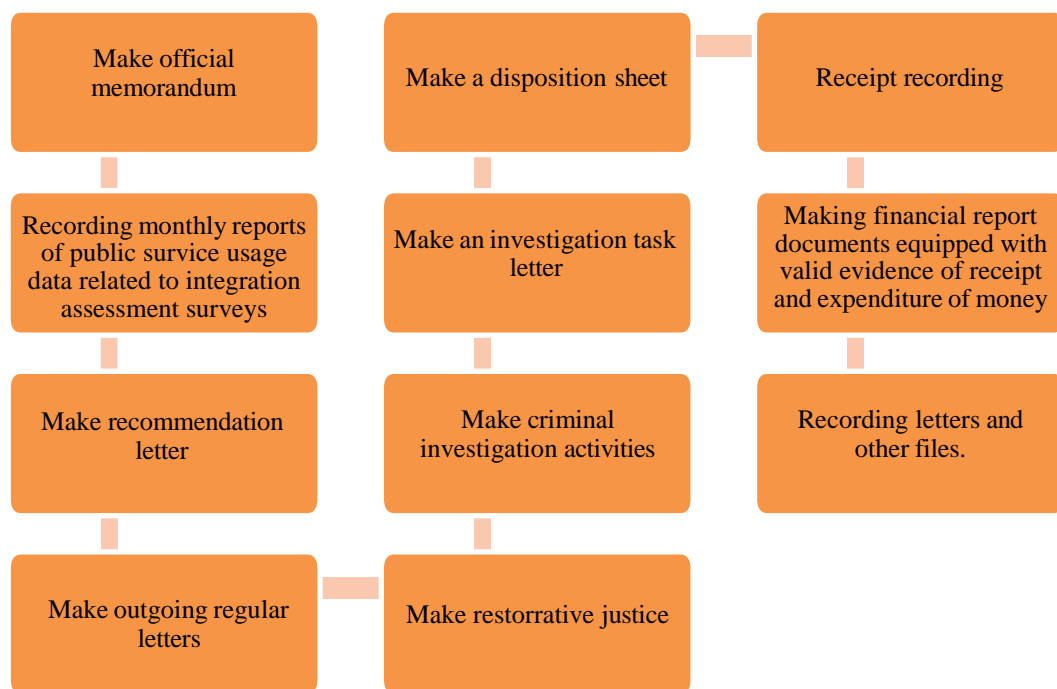 Make official
memorandum
Recording monthly reports
of public survice usage
data related to integration
assessment surveys
Make recommendation
letter
Make outgoing regular
letters
Make restorrative justice
Make criminal
investigation activities
Make an investigation task
letter
Make a disposition sheet
Receipt recording
Making financial report
documents equipped with
valid evidence of receipt
and expenditure of money
Recording letters and
other files.